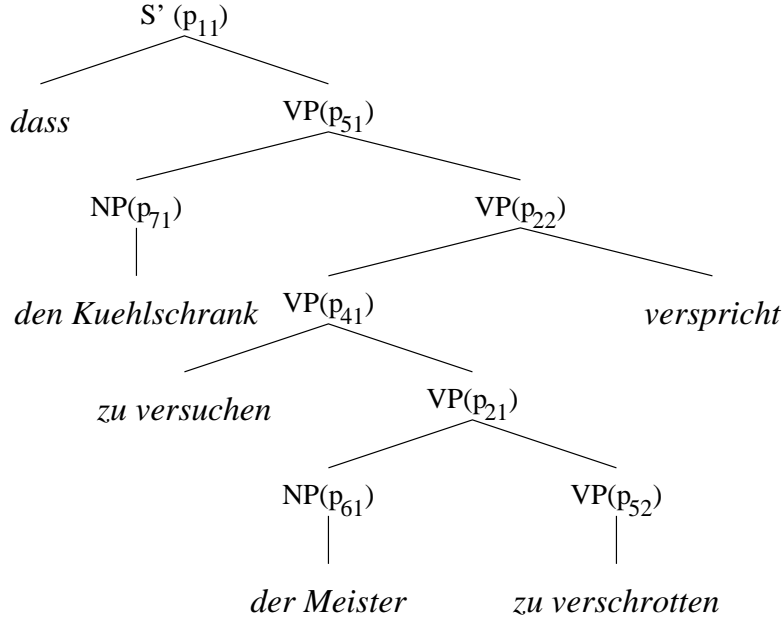 S’ (p11)
dass VP(p51)
NP(p71) VP(p22)
den Kuehlschrank VP(p41) verspricht
zu versuchen VP(p21)
NP(p61) VP(p52)
der Meister zu verschrotten